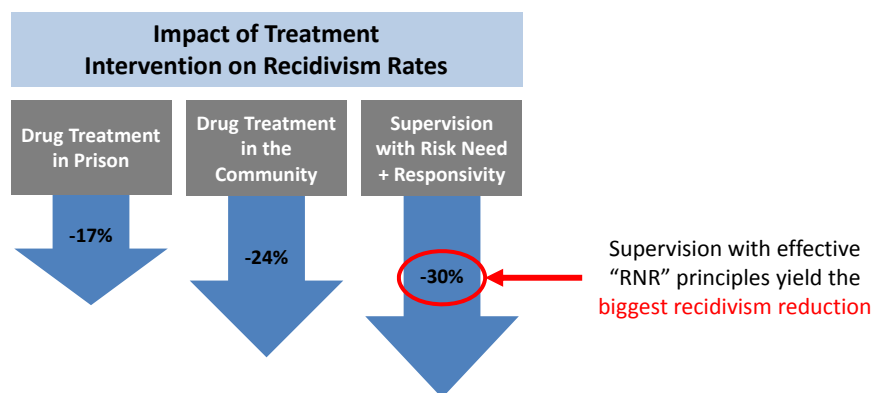 Impact of Treatment
Intervention on Recidivism Rates
Drug Treatment
in Prison
Drug Treatment
in the
Community
Supervision
with Risk Need
+ Responsivity
-17%
-24%
-30%
Supervision with effective
“RNR” principles yield the
biggest recidivism reduction